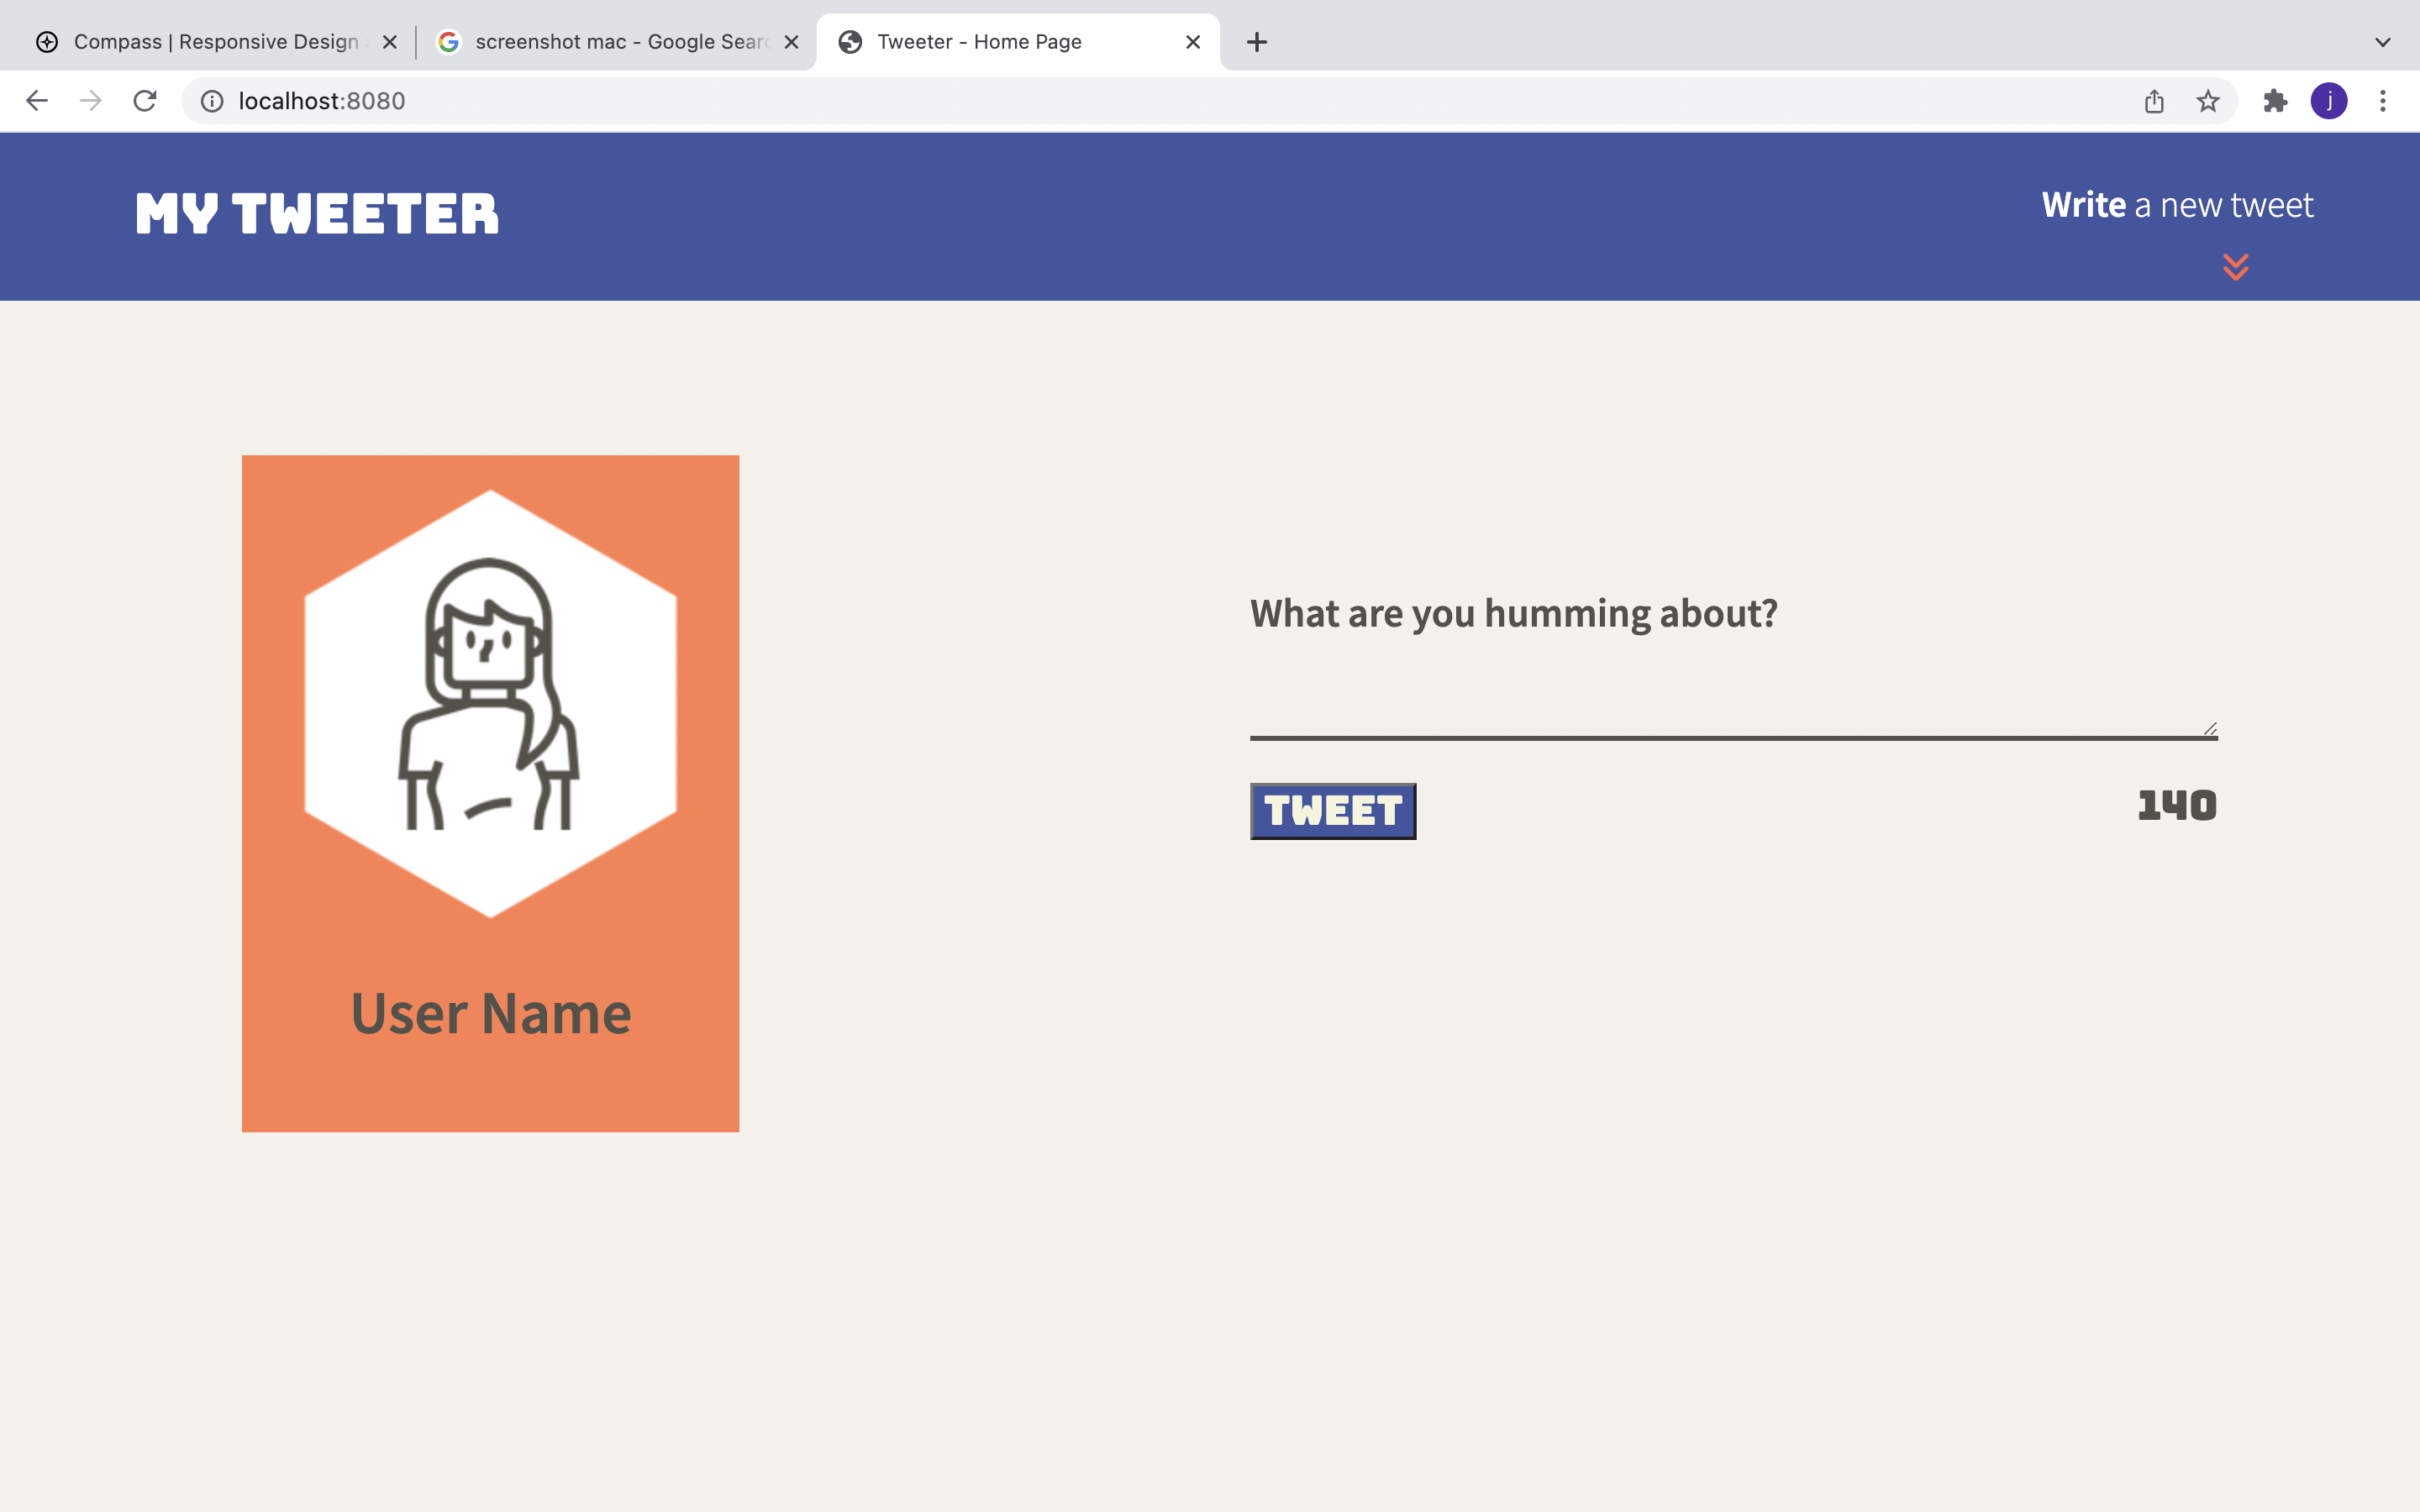 Compass | Responsive Design
screenshot mac - Google Sear
Tweeter - Home Page
localhost:8080
j
MY TWEETER
Write a new tweet
What are you humming about?
TWEET
140
User Name